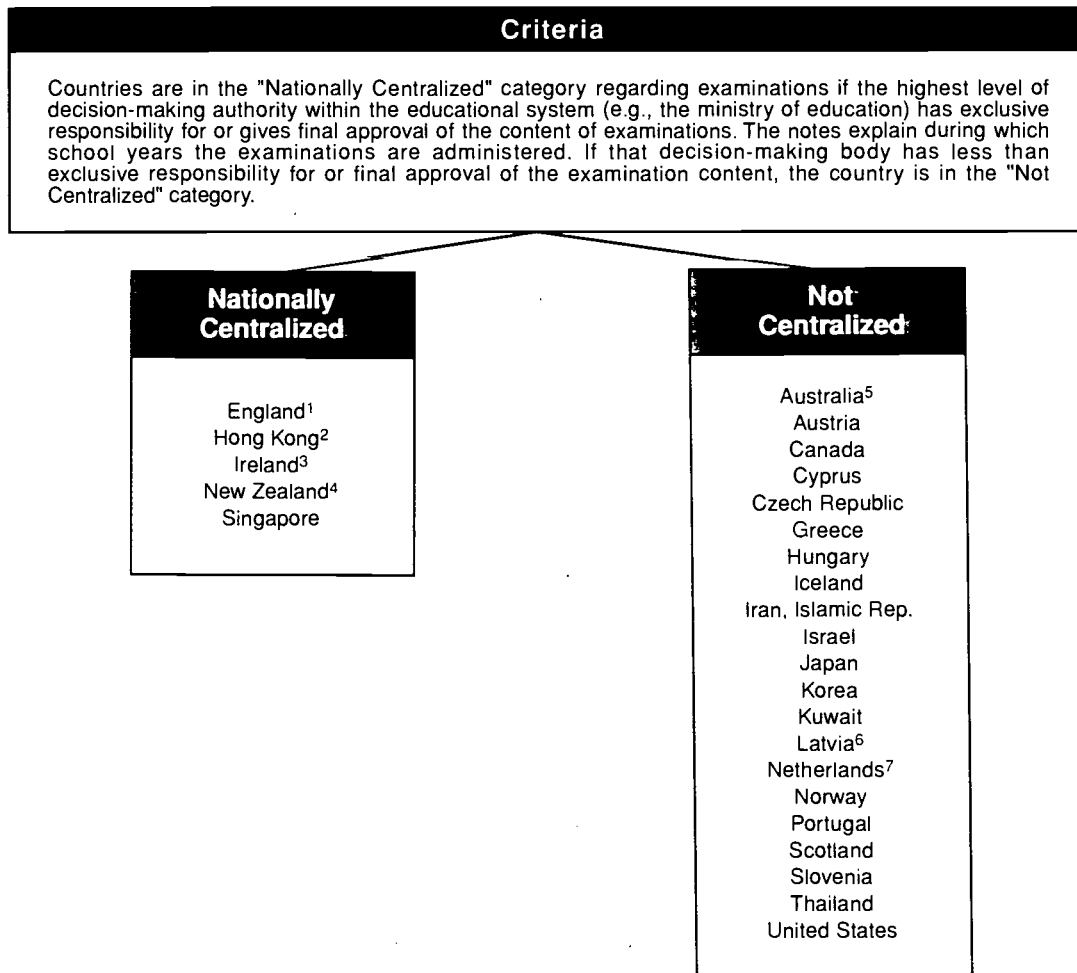 Criteria
Countries are in the "Nationally Centralized" category regarding examinations if the highest level of
decision-making authority within the educational system (e.g., the ministry of education) has exclusive
responsibility for or gives final approval of the content of examinations. The notes explain during which
school years the examinations are administered. If that decision-making body has less than
exclusive responsibility for or final approval of the examination content, the country is in the "Not
Centralized" category.
Nationally
Centralized
England¹
Hong Kong²
Ireland³
New Zealand⁴
Singapore
Not
Centralized
Australia⁵
Austria
Canada
Cyprus
Czech Republic
Greece
Hungary
Iceland
Iran, Islamic Rep.
Israel
Japan
Korea
Kuwait
Latvia⁶
Netherlands⁷
Norway
Portugal
Scotland
Slovenia
Thailand
United States